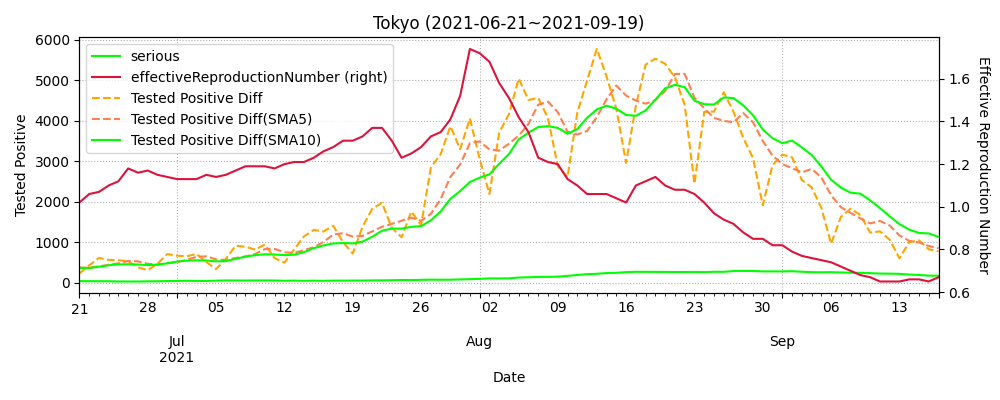 Tokyo (2021-06-21~2021-09-19)
serious
effectiveReproductionNumber (right)
Tested Positive Diff
Tested Positive Diff(SMA5)
Tested Positive Diff(SMA10)
Tested Positive
6000
5000
4000
3000
2000
1000
0
1.6
1.4
1.2
1.0
0.8
0.6
Effective Reproduction Number
21 28 05 12 19 26 02 09 16 23 30 06 13
Jul Aug Sep
2021
Date